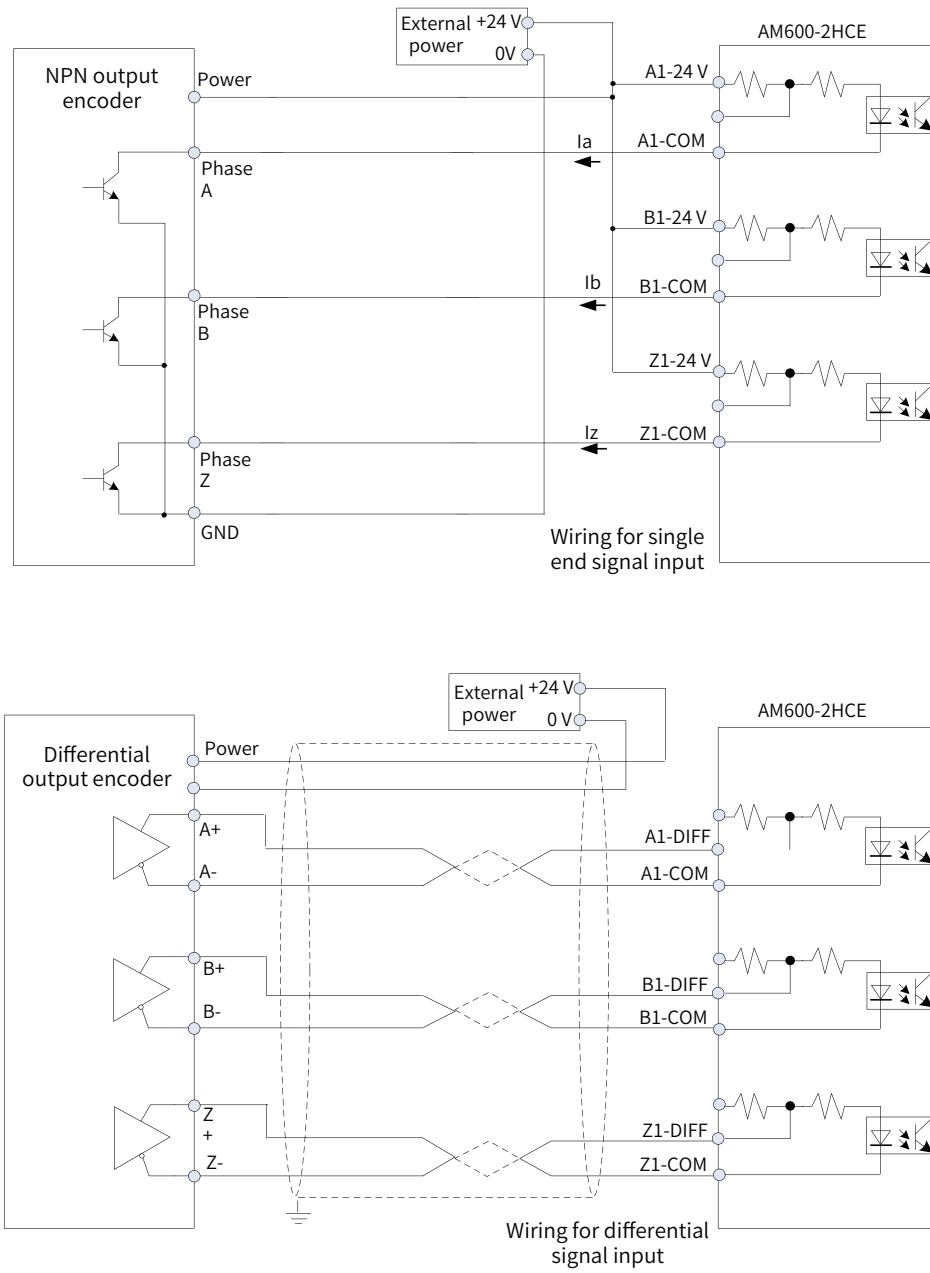 External +24 V
power
0V
AM600-2HCE
NPN output
encoder
Power
A1-24 V
Ia
A1-COM
Phase
A
B1-24 V
Ib
B1-COM
Phase
B
Z1-24 V
Iz
Z1-COM
Phase
Z
GND
Wiring for single
end signal input
External +24 V
power 0 V
AM600-2HCE
Differential
output encoder
Power
A+
A1-DIFF
A-
A1-COM
B+
B1-DIFF
B-
B1-COM
Z
+
Z1-DIFF
Z-
Z1-COM
Wiring for differential
signal input